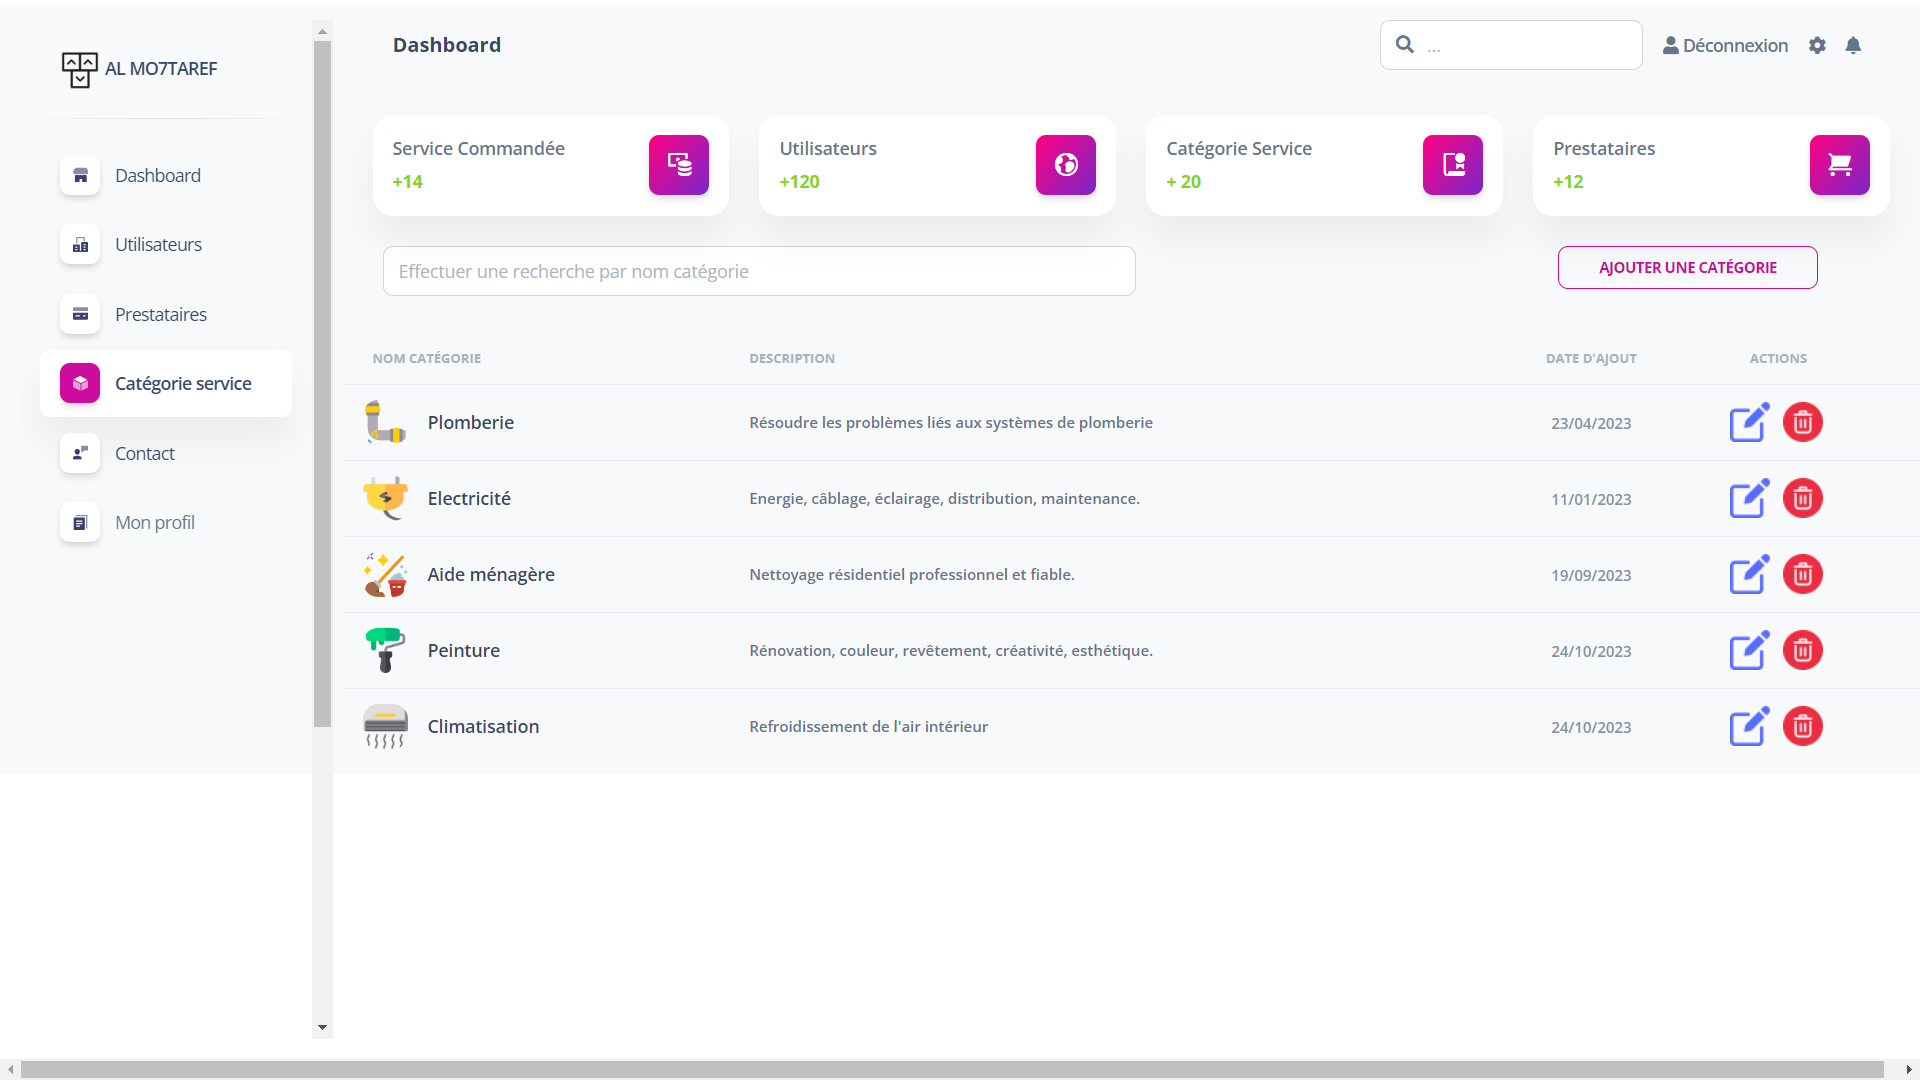 AL MO7TAREF
Dashboard
Utilisateurs
Prestataires
Catégorie service
Contact
Mon profil
Dashboard
...
Déconnexion
Service Commandée
+14
Utilisateurs
+120
Catégorie Service
+ 20
Prestataires
+12
Effectuer une recherche par nom catégorie
AJOUTER UNE CATÉGORIE
NOM CATÉGORIE DESCRIPTION DATE D'AJOUT ACTIONS
Plomberie Résoudre les problèmes liés aux systèmes de plomberie 23/04/2023
Electricité Energie, câblage, éclairage, distribution, maintenance. 11/01/2023
Aide ménagère Nettoyage résidentiel professionnel et fiable. 19/09/2023
Peinture Rénovation, couleur, revêtement, créativité, esthétique. 24/10/2023
Climatisation Refroidissement de l'air intérieur 24/10/2023